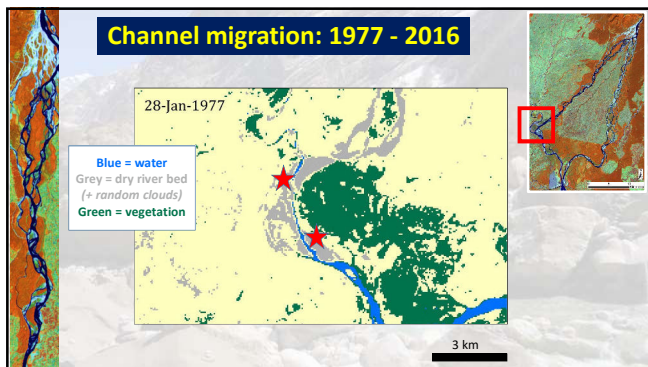 Channel migration: 1977 - 2016
28-Jan-1977
Blue = water
Grey = dry river bed
(+ random clouds)
Green = vegetation
3 km